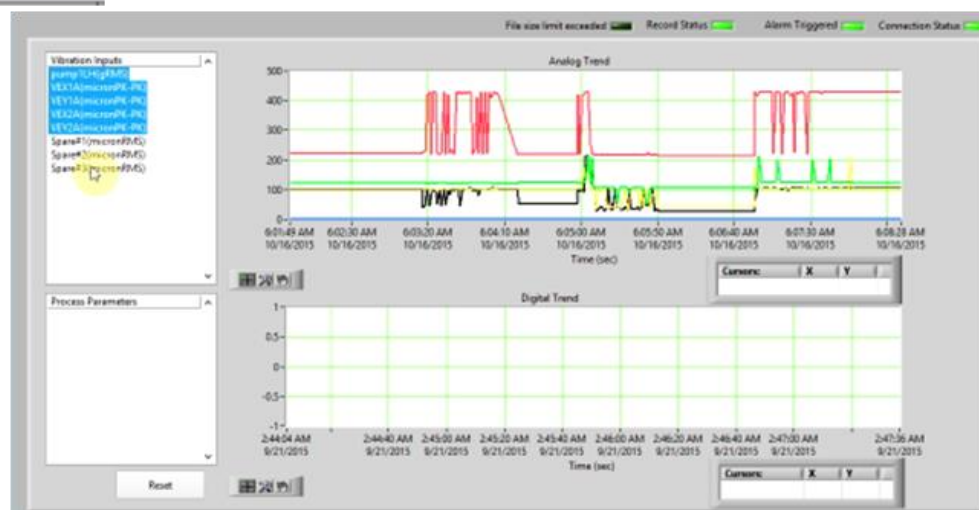 File size limit exceeded Record Status Alarm Triggered Connection Status
Vibration Inputs
pump1LH(gRMS)
VEX1A(micronPK-PK)
VEY1A(micronPK-PK)
VEX2A(micronPK-PK)
VEY2A(micronPK-PK)
Spare#1(micronRMS)
Spare#2(micronRMS)
Spare#3(micronRMS)
Analog Trend
500
400
300
200
100
0
6:01:49 AM 6:02:30 AM 6:03:20 AM 6:04:10 AM 6:05:00 AM 6:05:50 AM 6:06:40 AM 6:07:30 AM 6:08:28 AM
10/16/2015 10/16/2015 10/16/2015 10/16/2015 10/16/2015 10/16/2015 10/16/2015 10/16/2015 10/16/2015
Time (sec)
Cursors: X Y
Process Parameters
Digital Trend
1
0.5
0
-0.5
-1
2:44:04 AM 2:44:40 AM 2:45:00 AM 2:45:20 AM 2:45:40 AM 2:46:00 AM 2:46:20 AM 2:46:40 AM 2:47:00 AM 2:47:36 AM
9/21/2015 9/21/2015 9/21/2015 9/21/2015 9/21/2015 9/21/2015 9/21/2015 9/21/2015 9/21/2015 9/21/2015
Time (sec)
Cursors: X Y
Reset